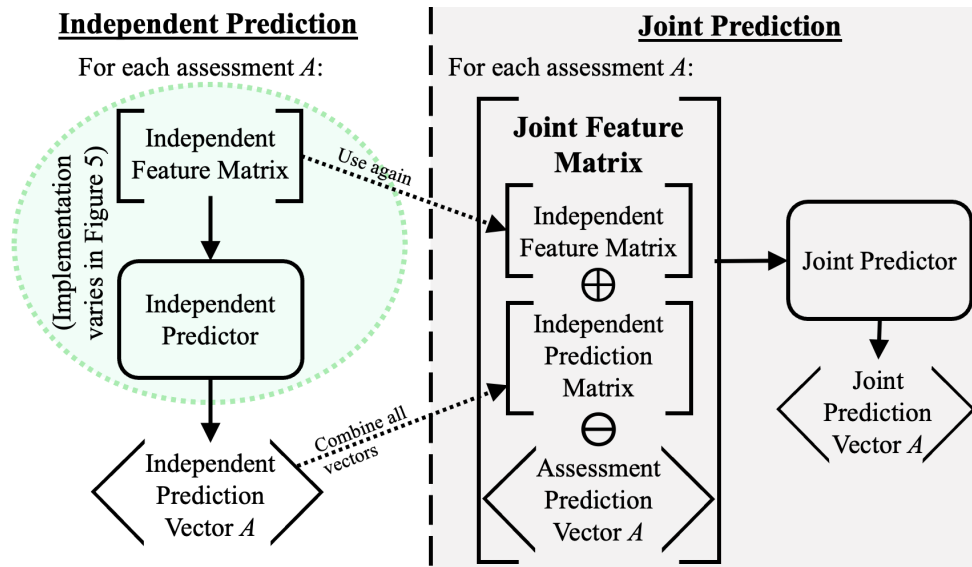 Independent Prediction
For each assessment A:
(Implementation
varies in Figure 5)
Independent
Feature Matrix
Independent
Predictor
Independent
Prediction
Vector A
Use again
Combine all
vectors
Joint Prediction
For each assessment A:
Joint Feature
Matrix
Independent
Feature Matrix
⊕
Independent
Prediction
Matrix
⊖
Assessment
Prediction
Vector A
Joint Predictor
Joint
Prediction
Vector A